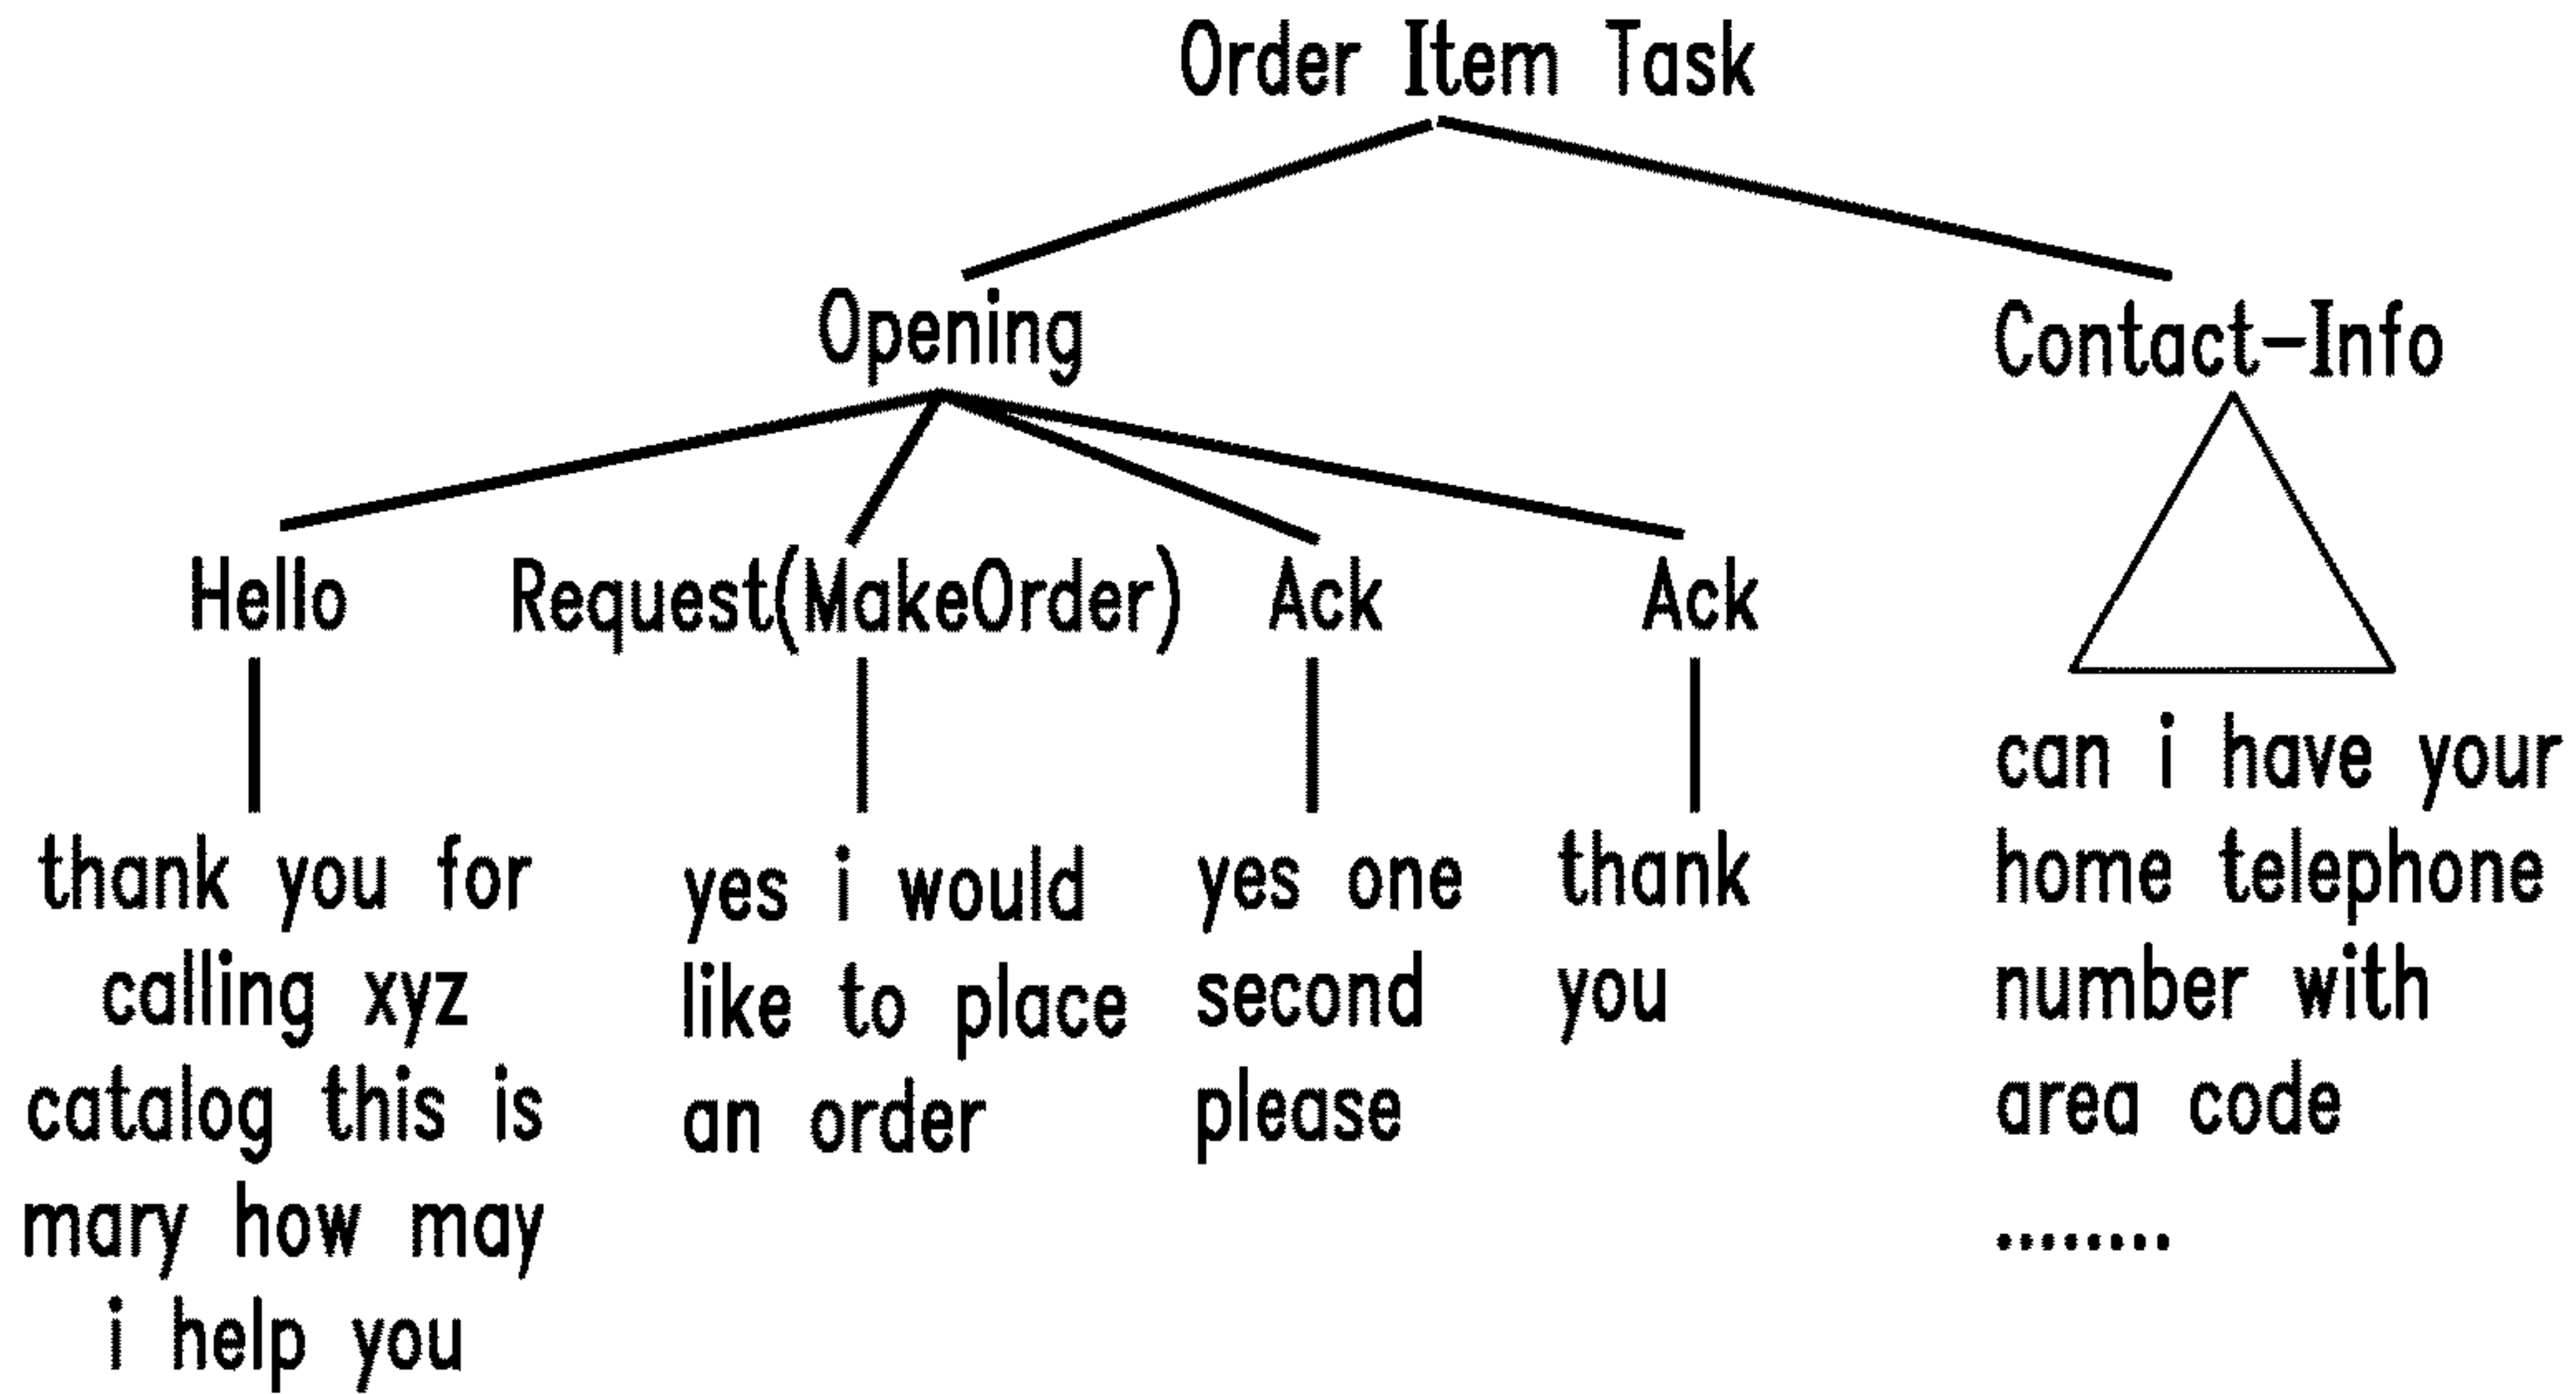 Order Item Task
Opening
Contact-Info
Hello
Request(MakeOrder)
Ack
Ack
thank you for
calling xyz
catalog this is
mary how may
i help you
yes i would
like to place
an order
yes one
second
please
thank
you
can i have your
home telephone
number with
area code
........